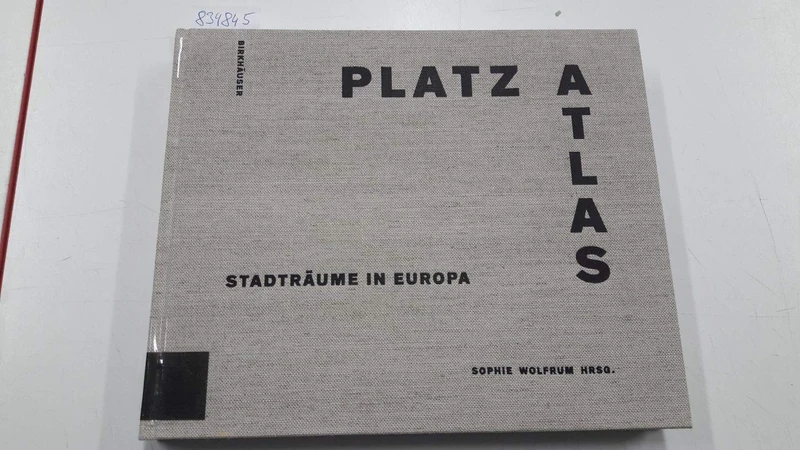 834845
BIRKHÄUSER
PLATZ ATLAS
STADTRÄUME IN EUROPA
SOPHIE WOLFRUM HRSG.